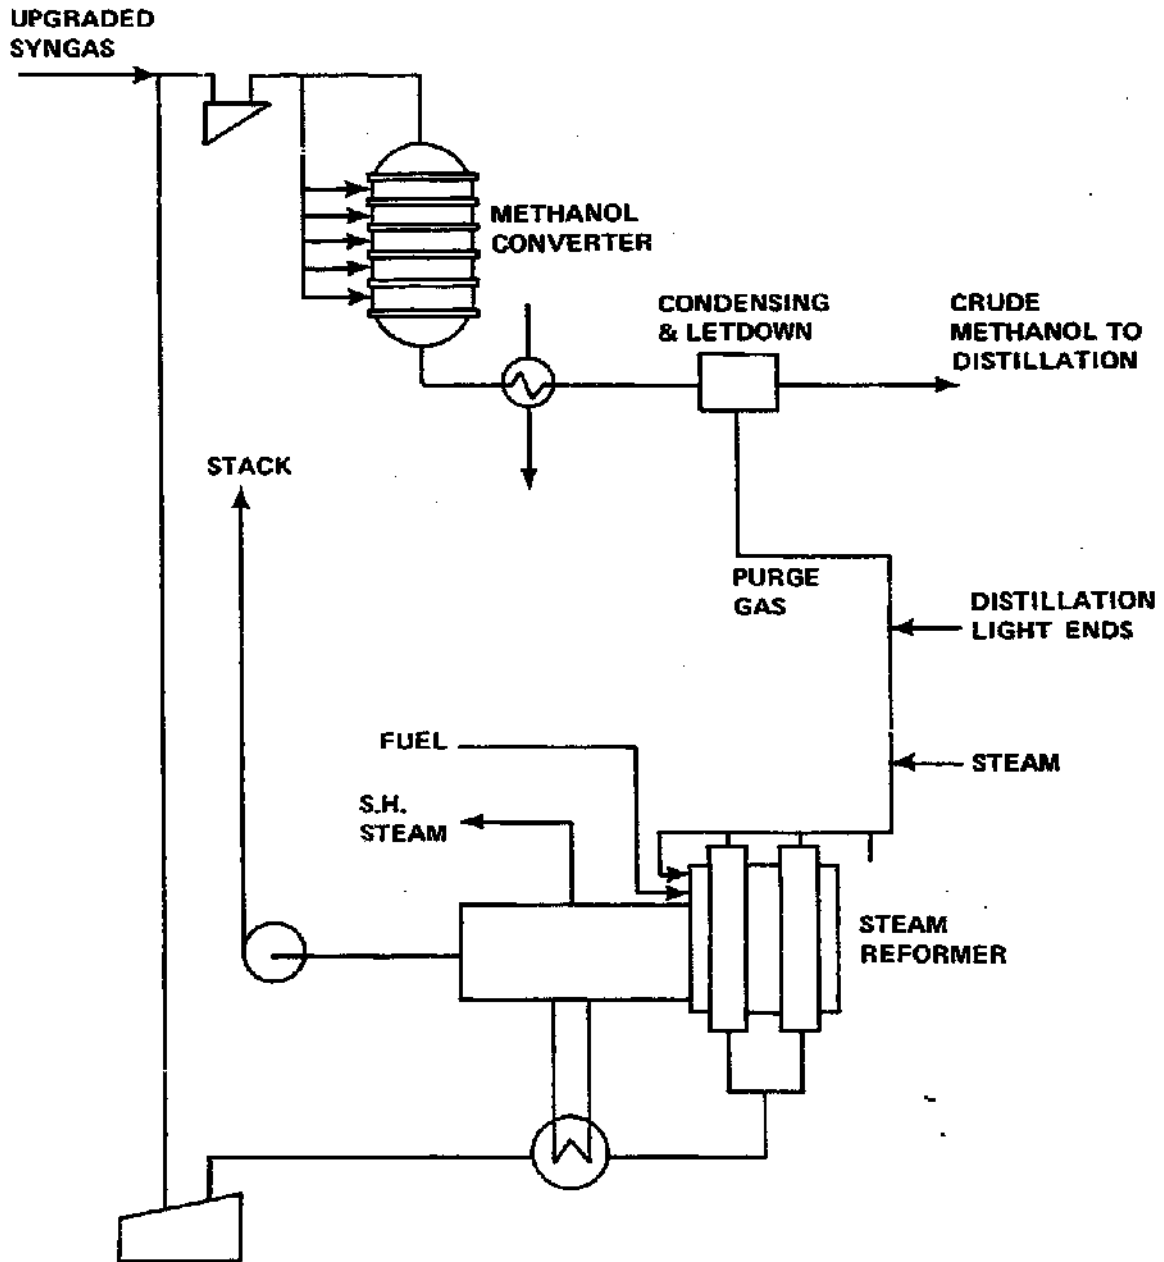 UPGRADED
SYNGAS
METHANOL
CONVERTER
CONDENSING
& LETDOWN
CRUDE
METHANOL TO
DISTILLATION
STACK
PURGE
GAS
DISTILLATION
LIGHT ENDS
FUEL
STEAM
S.H.
STEAM
STEAM
REFORMER